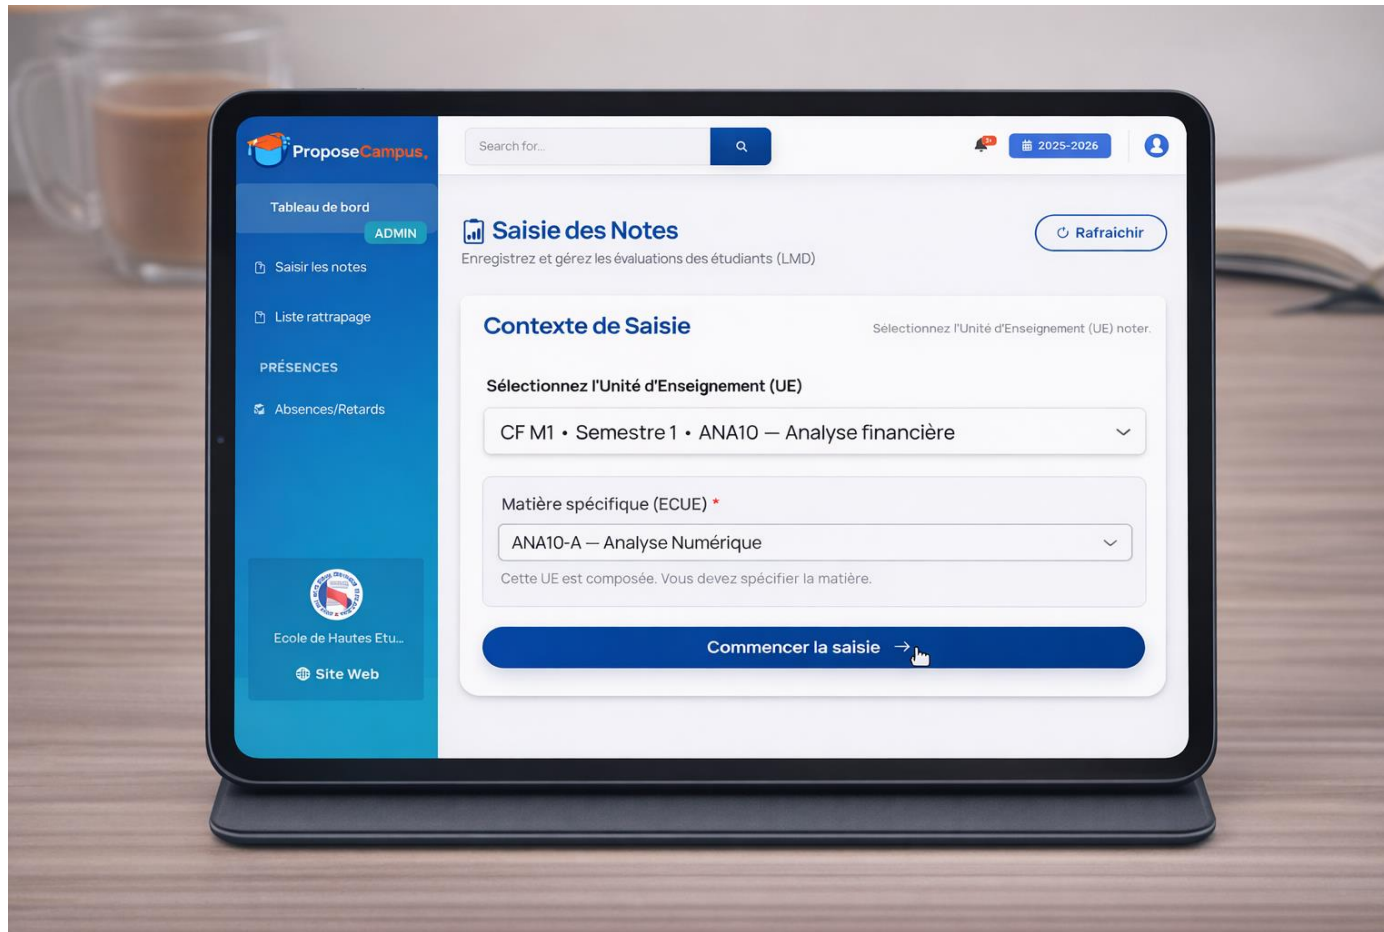 ProposeCampus.
Search for...
3+
2025-2026
Tableau de bord
ADMIN
Saisir les notes
Liste rattrapage
PRÉSENCES
Absences/Retards
Ecole de Hautes Etu...
Site Web
Saisie des Notes
Rafraichir
Enregistrez et gérez les évaluations des étudiants (LMD)
Contexte de Saisie
Sélectionnez l'Unité d'Enseignement (UE) noter.
Sélectionnez l'Unité d'Enseignement (UE)
CF M1 • Semestre 1 • ANA10 — Analyse financière
Matière spécifique (ECUE) *
ANA10-A — Analyse Numérique
Cette UE est composée. Vous devez spécifier la matière.
Commencer la saisie →